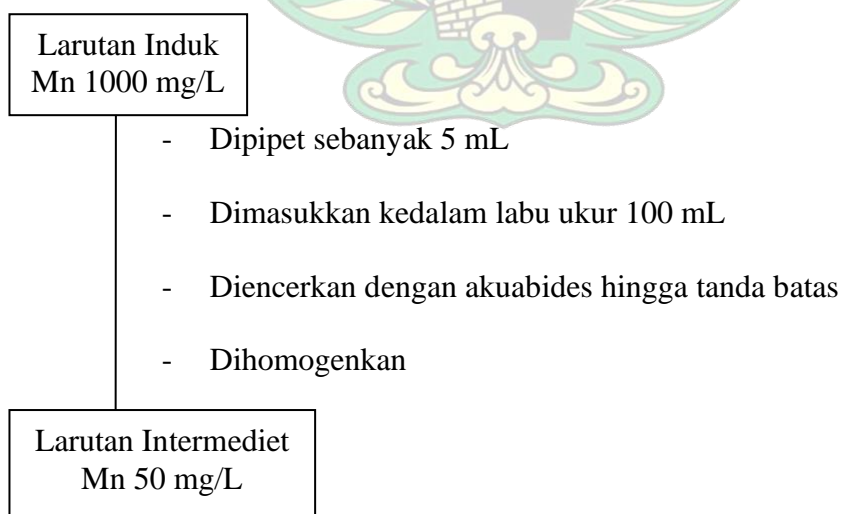 Larutan Induk
Mn 1000 mg/L
- Dipipet sebanyak 5 mL
- Dimasukkan kedalam labu ukur 100 mL
- Diencerkan dengan akuabides hingga tanda batas
- Dihomogenkan
Larutan Intermediet
Mn 50 mg/L